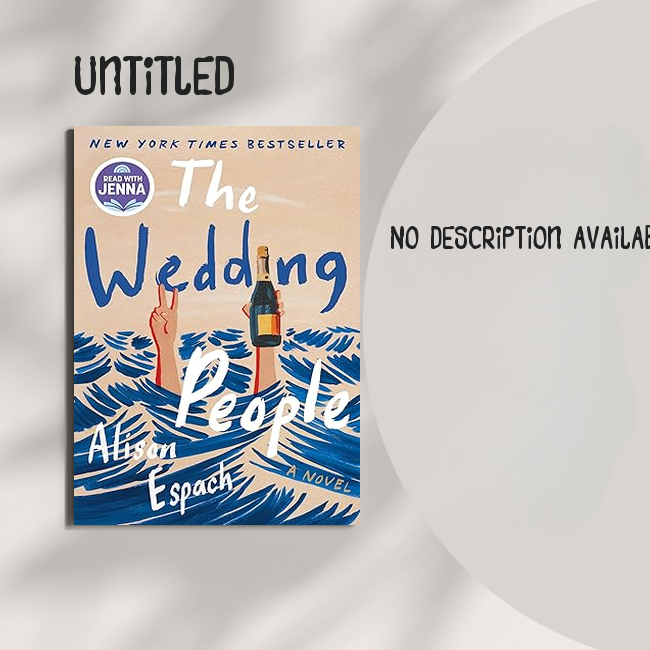 UNTITLED
NEW YORK TIMES BESTSELLER
READ WITH
JENNA
The
Wedding
People
Alison
Espach
A NOVEL
NO DESCRIPTION AVAILAB